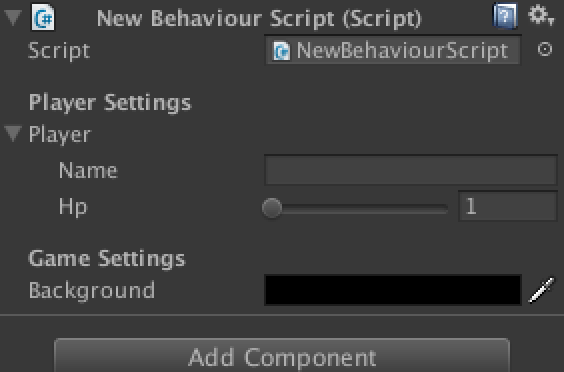 New Behaviour Script (Script)
Script NewBehaviourScript
Player Settings
Player
Name
Hp 1
Game Settings
Background
Add Component